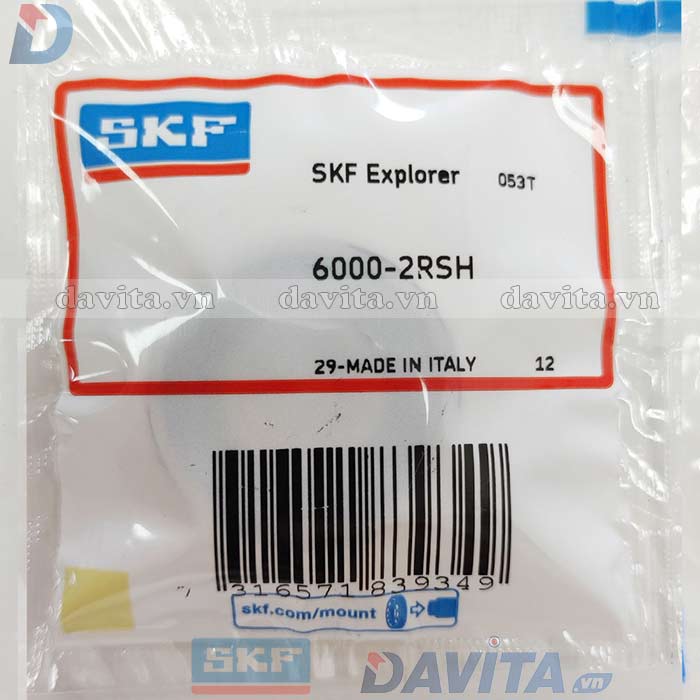 D
SKF
SKF Explorer 053T
6000-2RSH
davita.vn davita.vn davita.vn
29-MADE IN ITALY 12
316571 839349
skf.com/mount
SKF DAVITA.vn